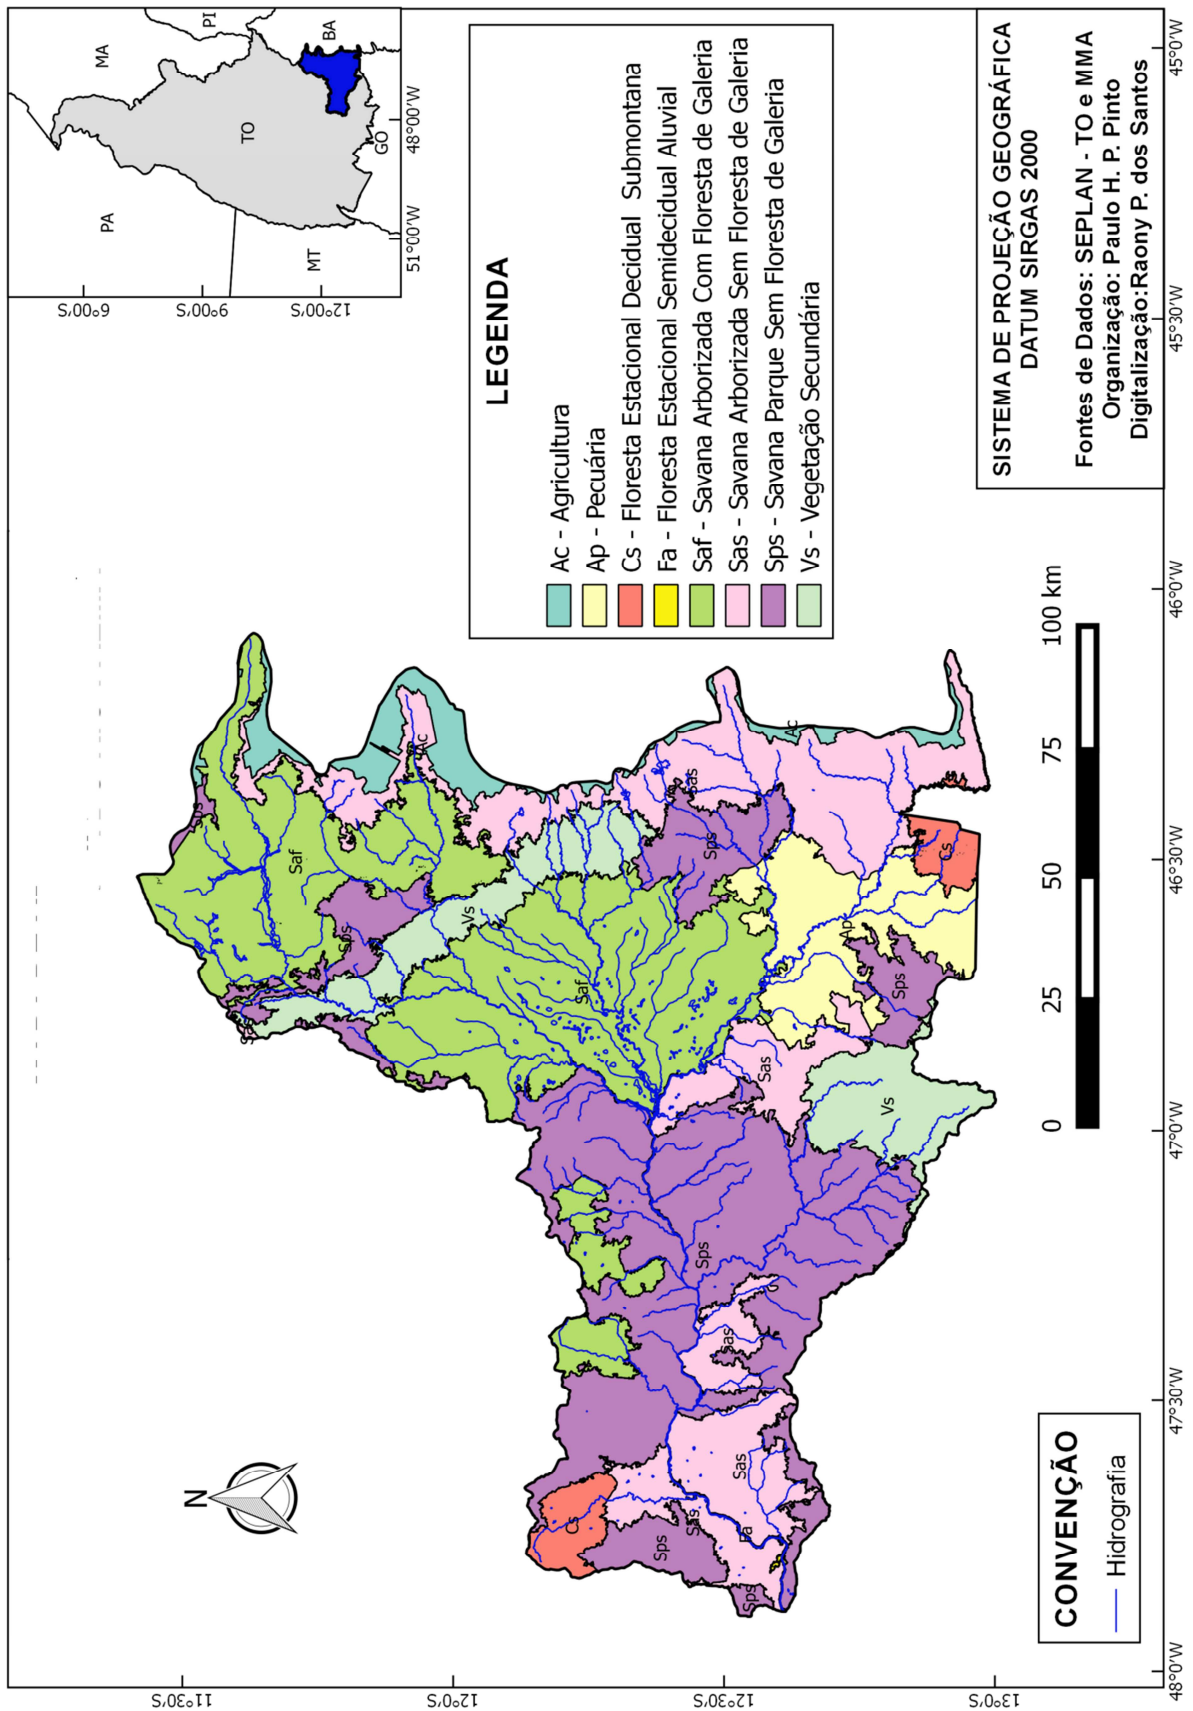 N
PA
MA
PI
TO
MT
GO
BA
6°00'S
9°00'S
12°00'S
51°00'W
48°00'W
LEGENDA
Ac - Agricultura
Ap - Pecuária
Cs - Floresta Estacional Decidual Submontana
Fa - Floresta Estacional Semidecidual Aluvial
Saf - Savana Arborizada Com Floresta de Galeria
Sas - Savana Arborizada Sem Floresta de Galeria
Sps - Savana Parque Sem Floresta de Galeria
Vs - Vegetação Secundária
11°30'S
12°0'S
12°30'S
13°0'S
Saf
Sps
Ac
Vs
Cs
Saf
Sps
Sas
Sps
Sas
Sps
Sas
Sas
Fa
Sps
Sas
Ac
Ap
Vs
Sps
Cs
CONVENÇÃO
Hidrografia
0 25 50 75 100 km
SISTEMA DE PROJEÇÃO GEOGRÁFICA
DATUM SIRGAS 2000
Fontes de Dados: SEPLAN - TO e MMA
Organização: Paulo H. P. Pinto
Digitalização:Raony P. dos Santos
48°0'W
47°30'W
47°0'W
46°30'W
46°0'W
45°30'W
45°0'W